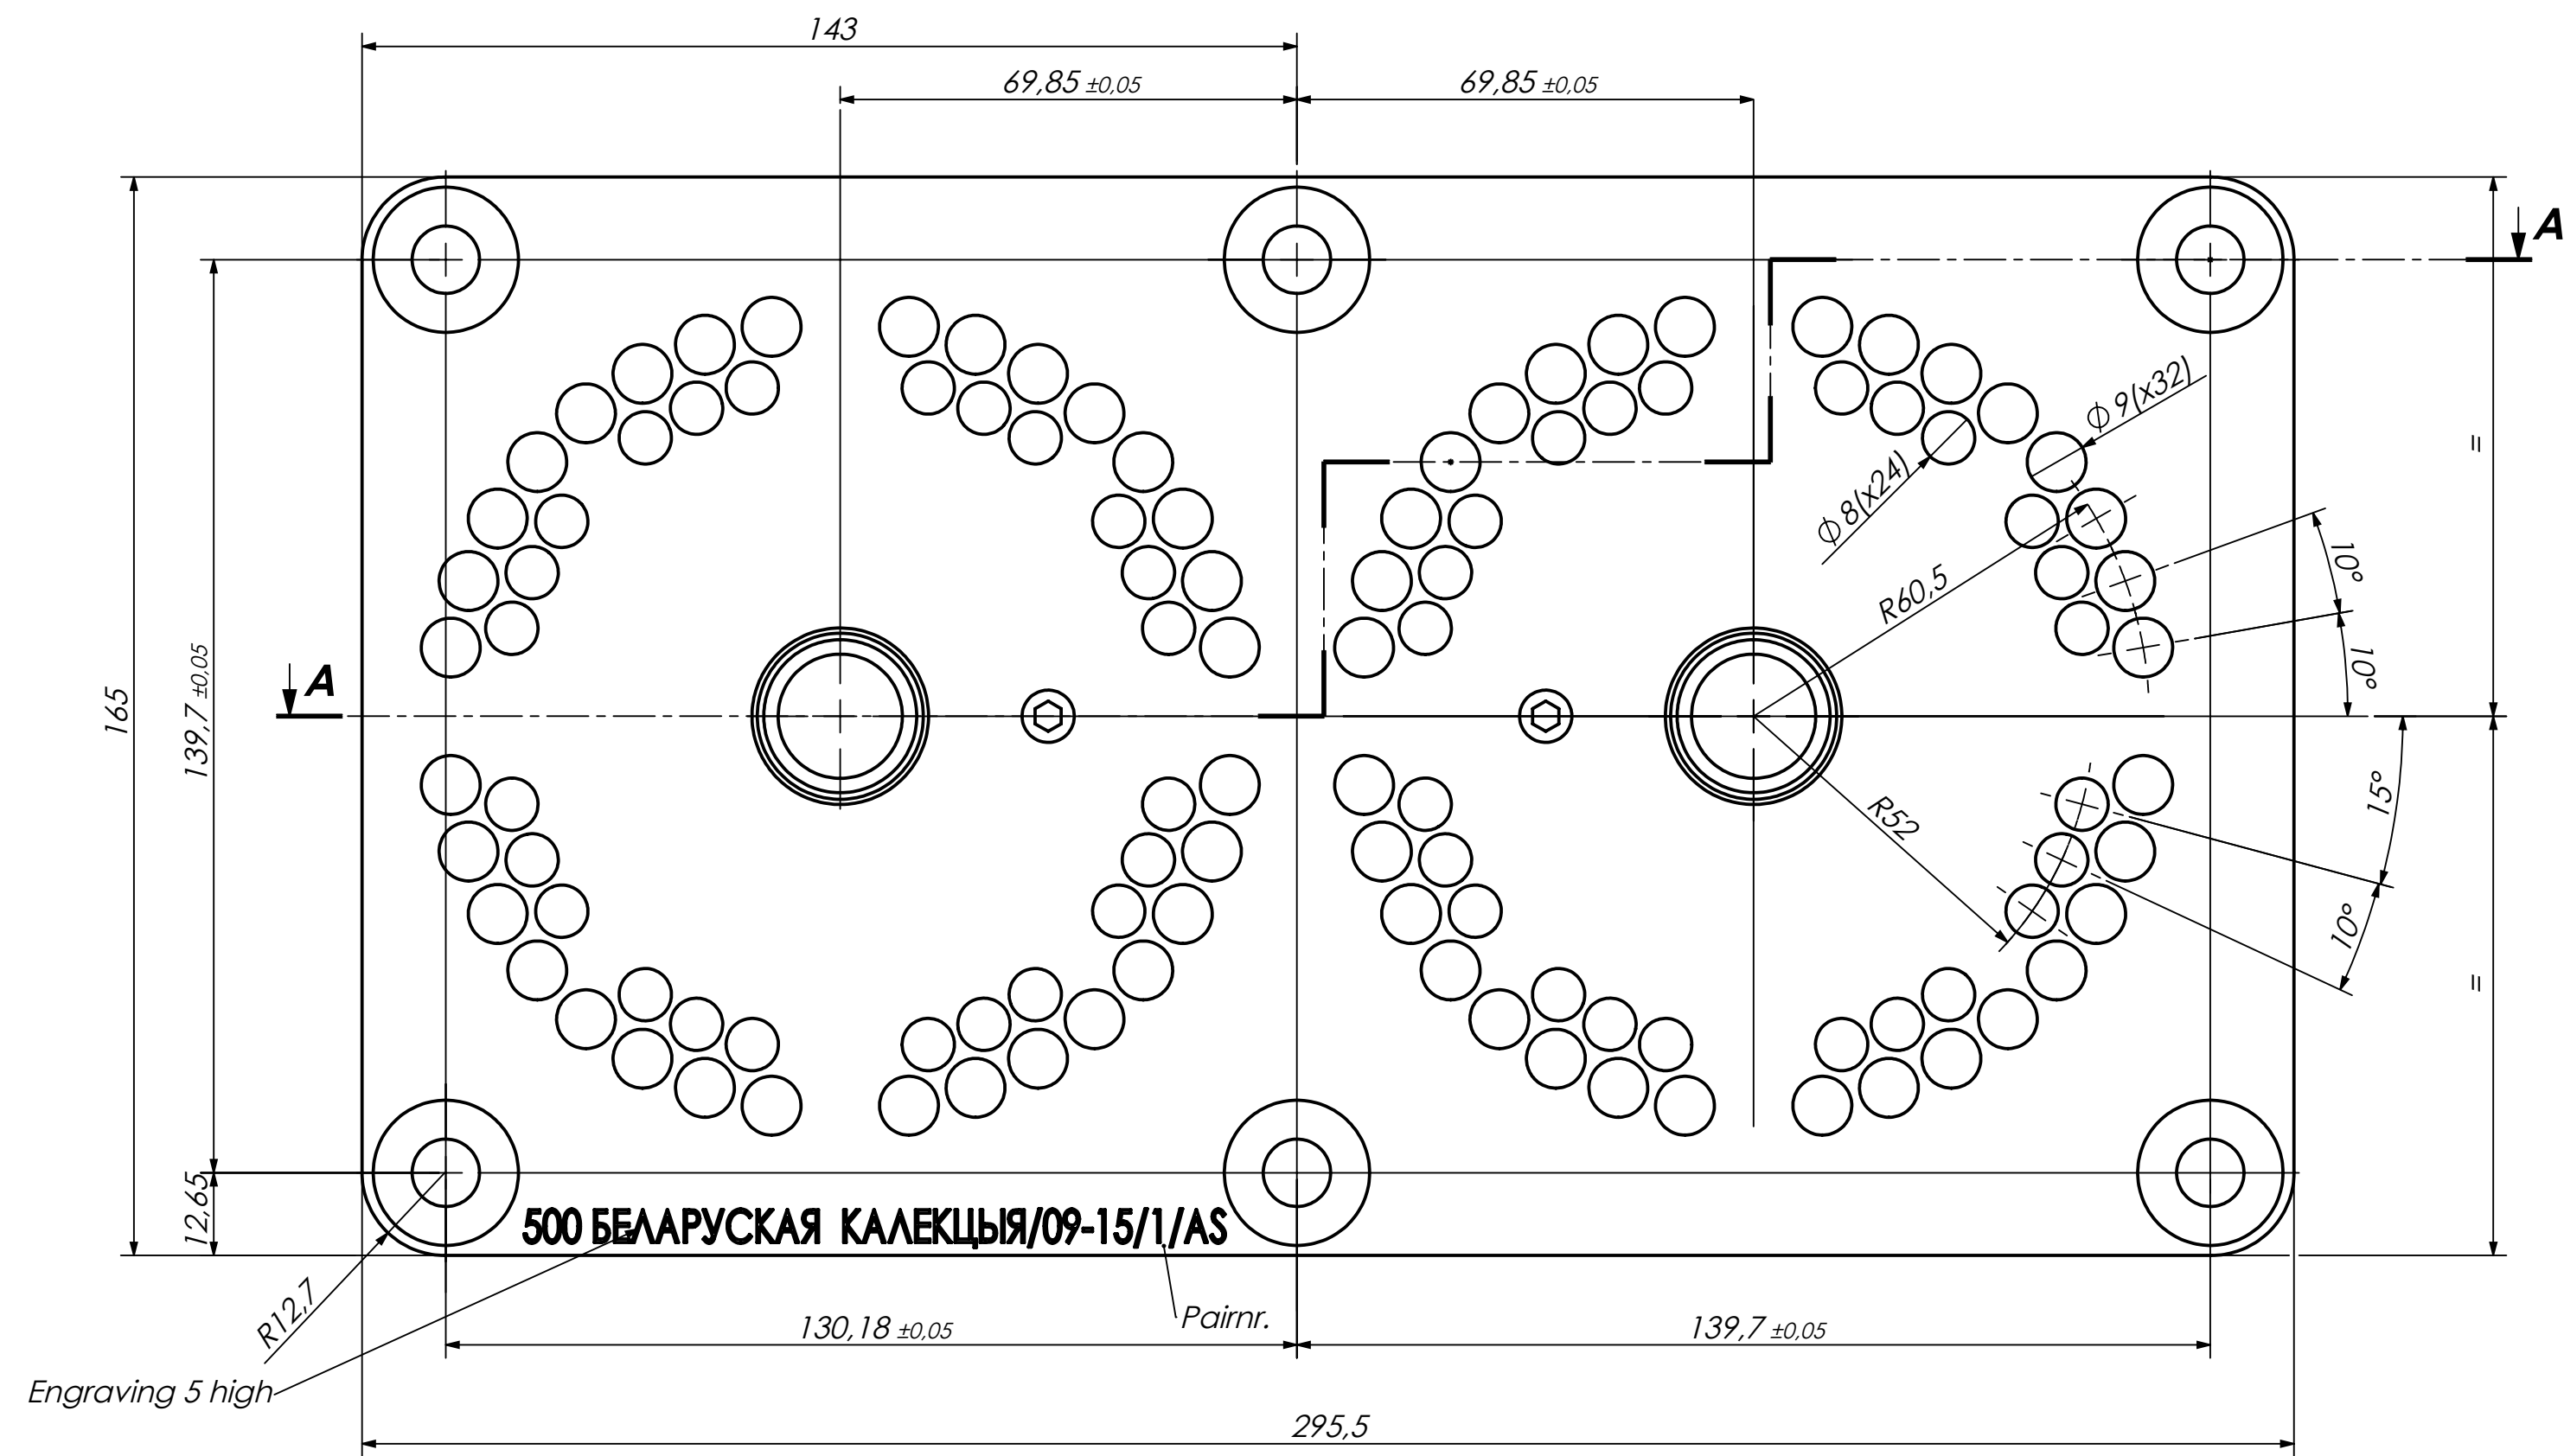 143
69,85 ±0,05
69,85 ±0,05
A
Φ 9(x32)
Φ 8(x24)
10°
R60,5
10°
A
165
139,7 ±0,05
=
R52
15°
10°
=
12,65
500 БЕЛАРУСКАЯ КАЛЕКЦЫЯ/09-15/1/AS
R12,7
Pairnr.
130,18 ±0,05
139,7 ±0,05
Engraving 5 high
295,5